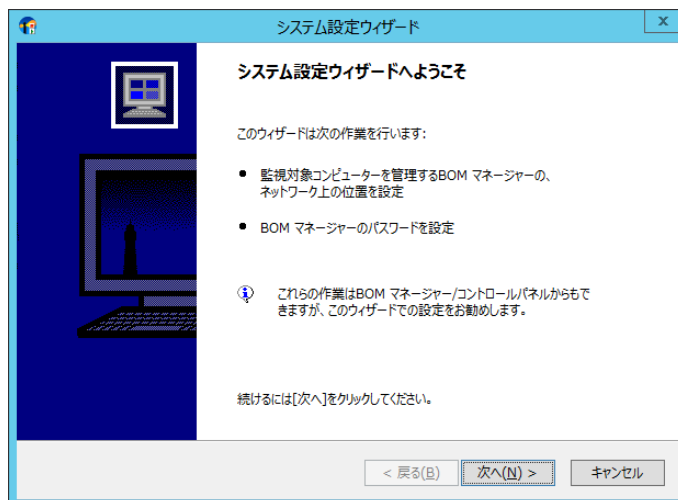 システム設定ウィザード
x
システム設定ウィザードへようこそ
このウィザードは次の作業を行います:
● 監視対象コンピューターを管理するBOM マネージャーの、
ネットワーク上の位置を設定
● BOM マネージャーのパスワードを設定
これらの作業はBOM マネージャー/コントロールパネルからもで
きますが、このウィザードでの設定をお勧めします。
続けるには[次へ]をクリックしてください。
< 戻る(B) 次へ(N) > キャンセル